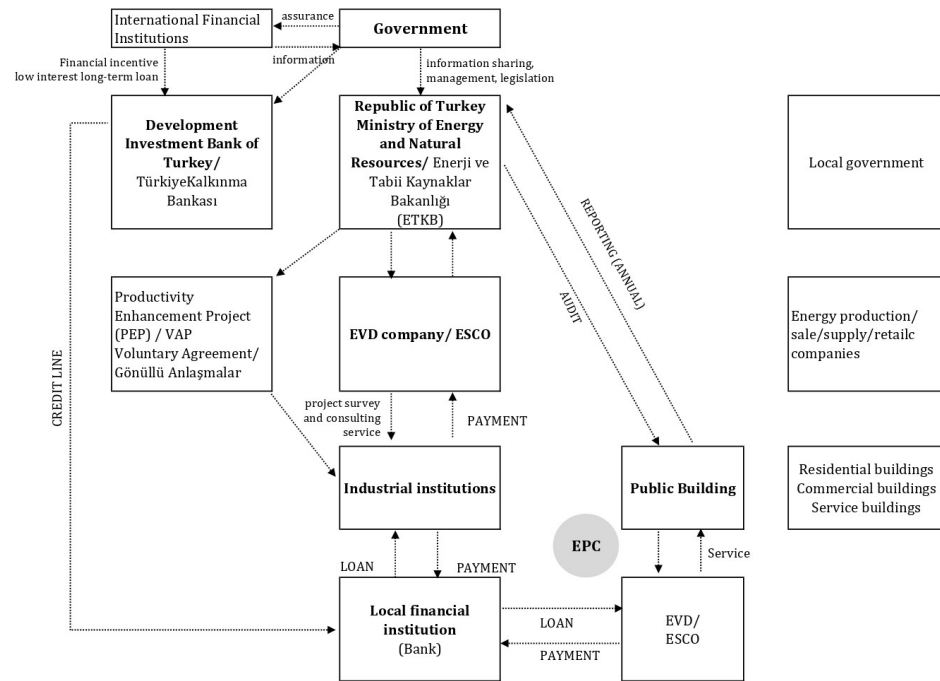 International Financial
Institutions
assurance
Government
information
Financial incentive
low interest long-term loan
information sharing,
management, legislation
Development
Investment Bank of
Turkey/
TürkiyeKalkınma
Bankası
Republic of Turkey
Ministry of Energy
and Natural
Resources/ Enerji ve
Tabii Kaynaklar
Bakanlığı
(ETKB)
Local government
REPORTING (ANNUAL)
AUDIT
Productivity
Enhancement Project
(PEP) / VAP
Voluntary Agreement/
Gönüllü Anlaşmalar
EVD company/ ESCO
Energy production/
sale/supply/retailc
companies
CREDIT LINE
project survey
and consulting
service
PAYMENT
Industrial institutions
Public Building
Residential buildings
Commercial buildings
Service buildings
EPC
LOAN
PAYMENT
Service
Local financial
institution
(Bank)
LOAN
PAYMENT
EVD/
ESCO